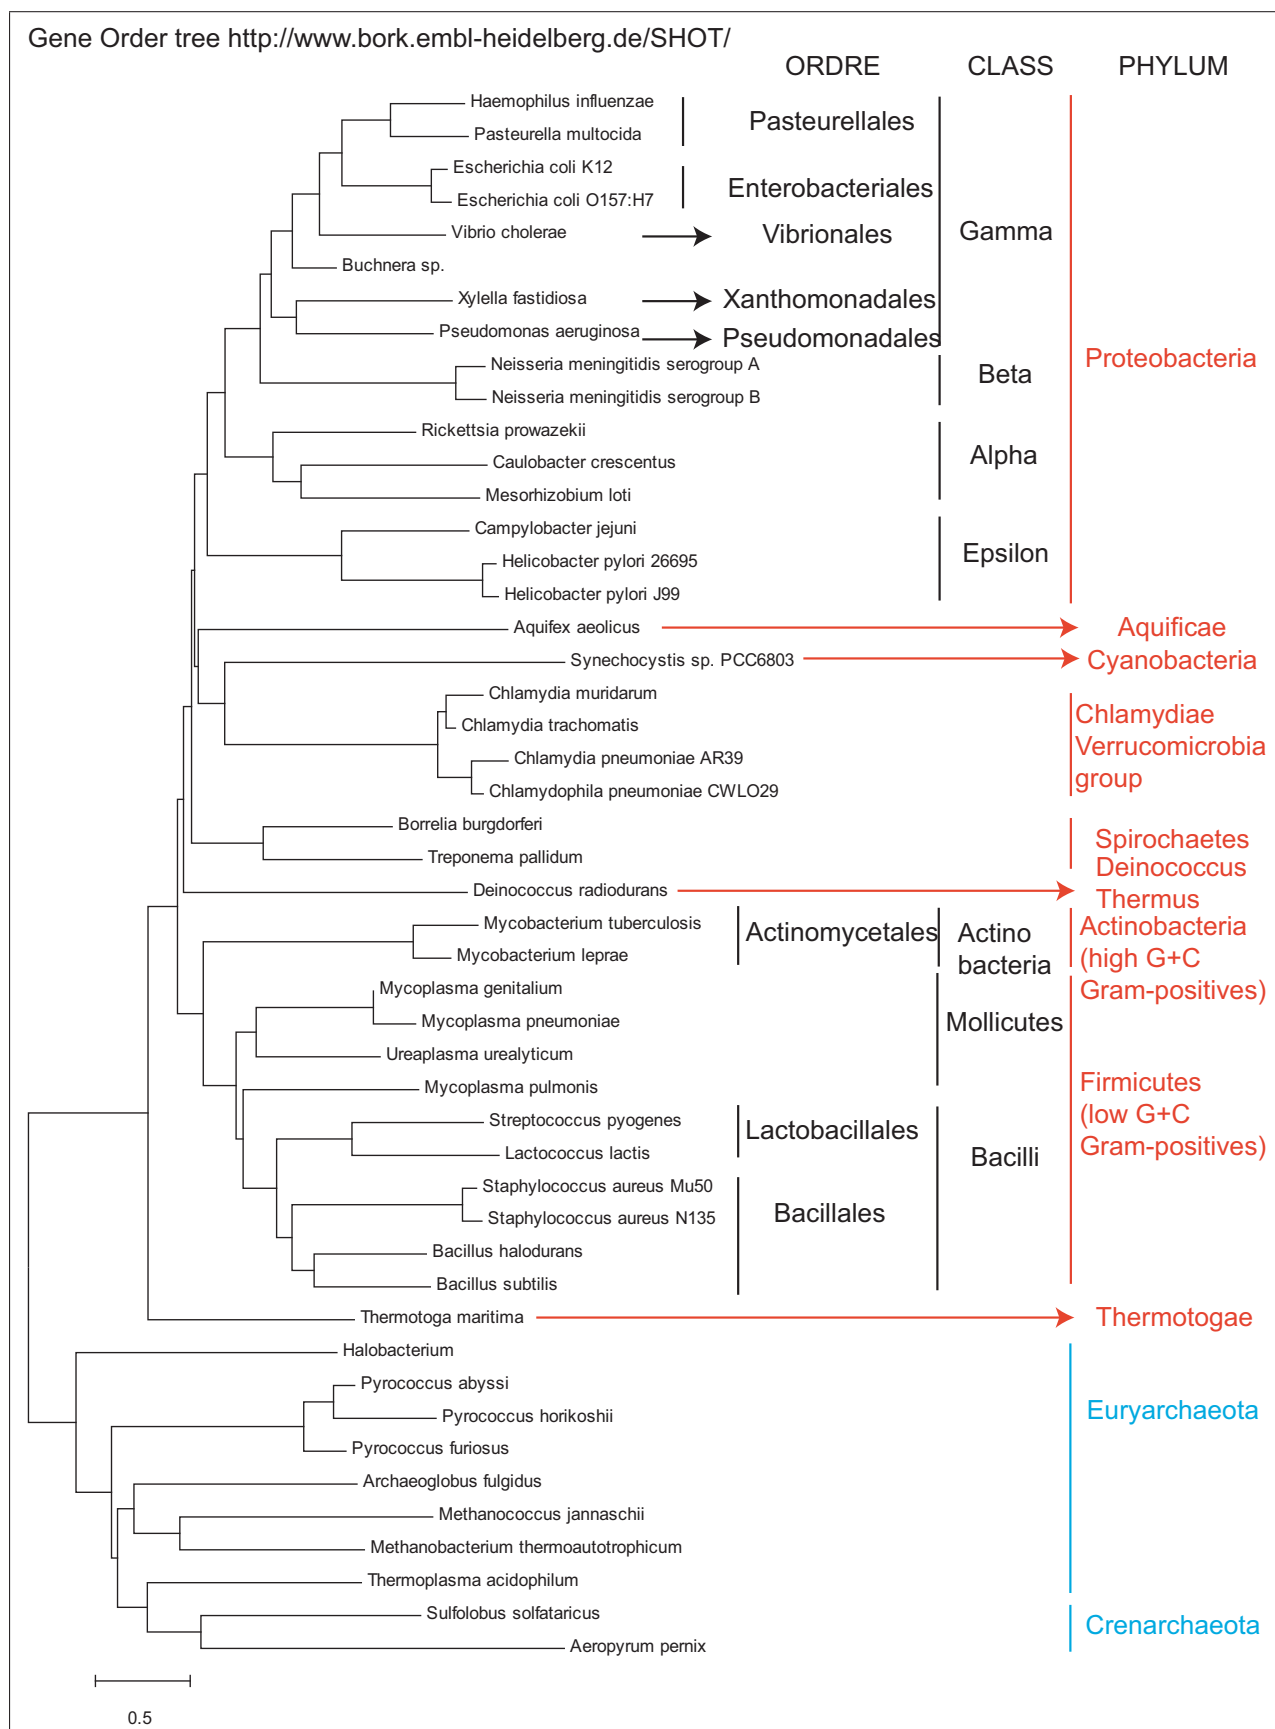 Gene Order tree http://www.bork.embl-heidelberg.de/SHOT/
ORDRE CLASS PHYLUM
Haemophilus influenzae
Pasteurellales
Pasteurella multocida
Escherichia coli K12
Enterobacteriales
Escherichia coli O157:H7
Vibrio cholerae Vibrionales Gamma
Buchnera sp.
Xylella fastidiosa Xanthomonadales
Pseudomonas aeruginosa Pseudomonadales
Proteobacteria
Neisseria meningitidis serogroup A
Beta
Neisseria meningitidis serogroup B
Rickettsia prowazekii
Alpha
Caulobacter crescentus
Mesorhizobium loti
Campylobacter jejuni
Epsilon
Helicobacter pylori 26695
Helicobacter pylori J99
Aquifex aeolicus Aquificae
Synechocystis sp. PCC6803 Cyanobacteria
Chlamydia muridarum
Chlamydiae
Chlamydia trachomatis
Verrucomicrobia
Chlamydia pneumoniae AR39
group
Chlamydophila pneumoniae CWLO29
Borrelia burgdorferi
Spirochaetes
Treponema pallidum
Deinococcus
Deinococcus radiodurans
Thermus
Mycobacterium tuberculosis Actinomycetales Actino Actinobacteria
Mycobacterium leprae bacteria (high G+C
Mycoplasma genitalium Gram-positives)
Mycoplasma pneumoniae Mollicutes
Ureaplasma urealyticum
Mycoplasma pulmonis Firmicutes
Streptococcus pyogenes Lactobacillales (low G+C
Lactococcus lactis Bacilli Gram-positives)
Staphylococcus aureus Mu50
Bacillales
Staphylococcus aureus N135
Bacillus halodurans
Bacillus subtilis
Thermotoga maritima Thermotogae
Halobacterium
Pyrococcus abyssi
Pyrococcus horikoshii Euryarchaeota
Pyrococcus furiosus
Archaeoglobus fulgidus
Methanococcus jannaschii
Methanobacterium thermoautotrophicum
Thermoplasma acidophilum
Sulfolobus solfataricus
Crenarchaeota
Aeropyrum pernix
0.5